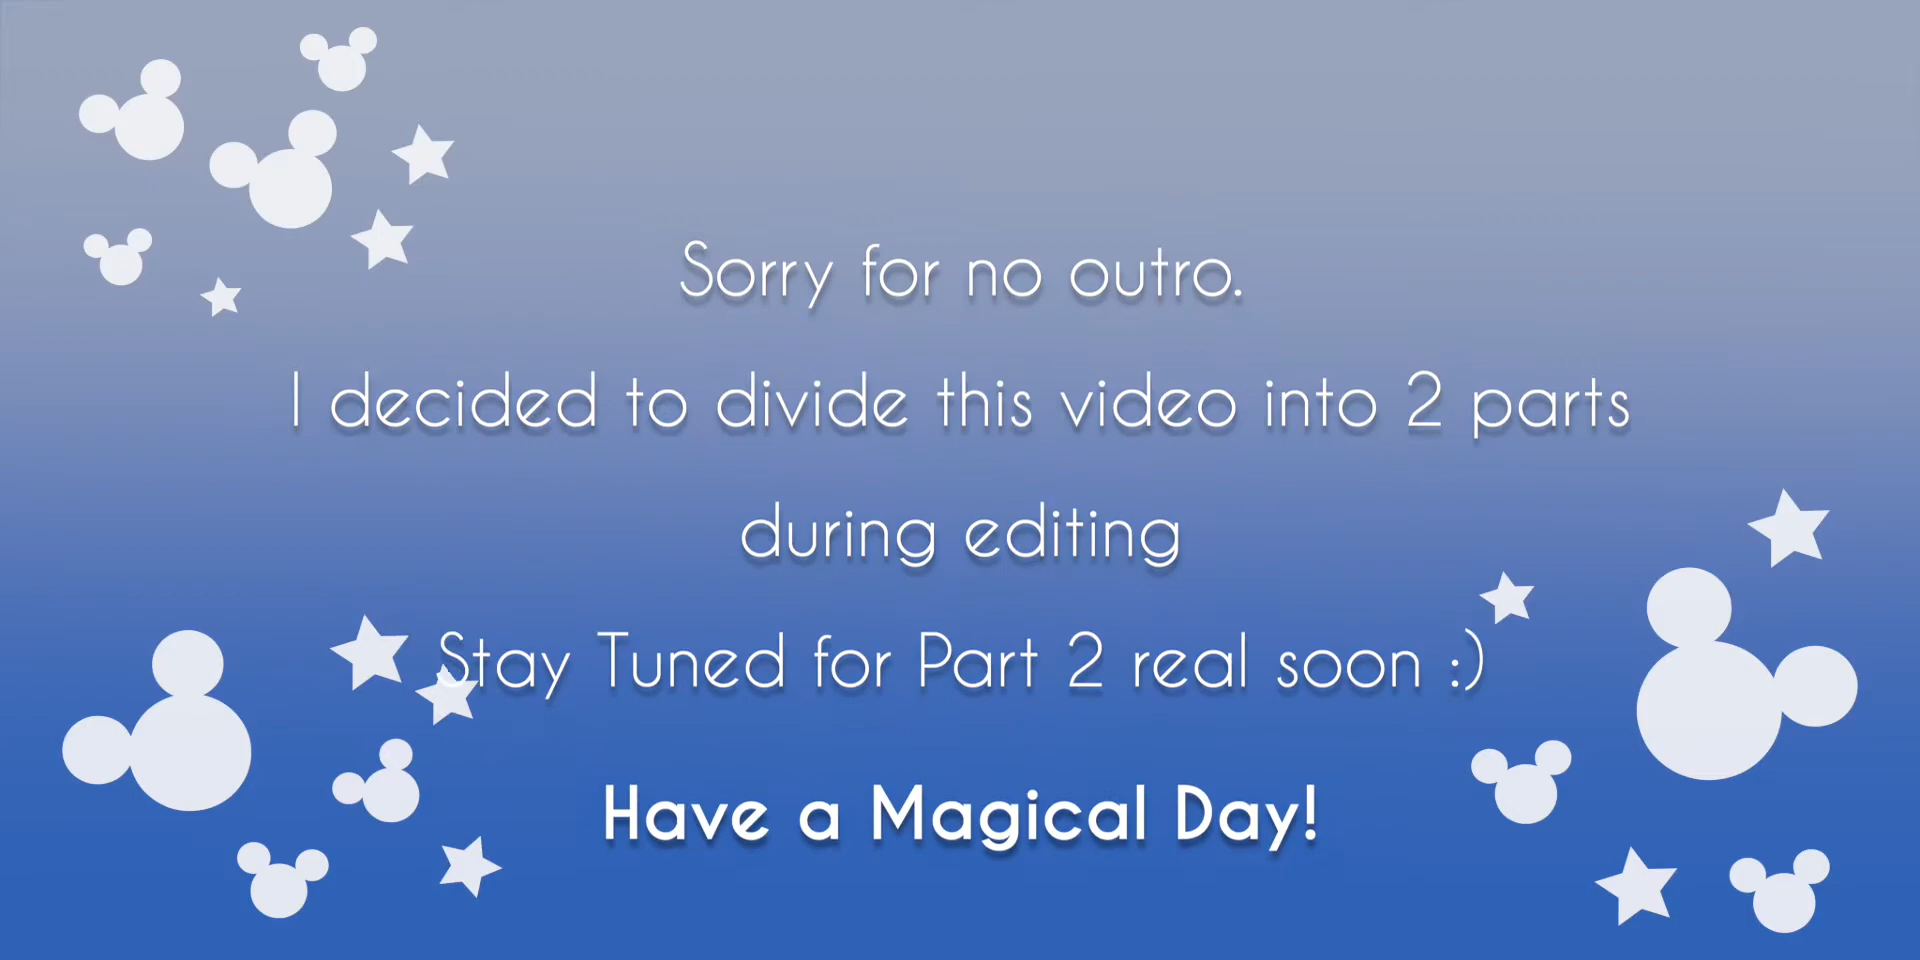 Sorry for no outro.
I decided to divide this video into 2 parts
during editing
Stay Tuned for Part 2 real soon :)
Have a Magical Day!